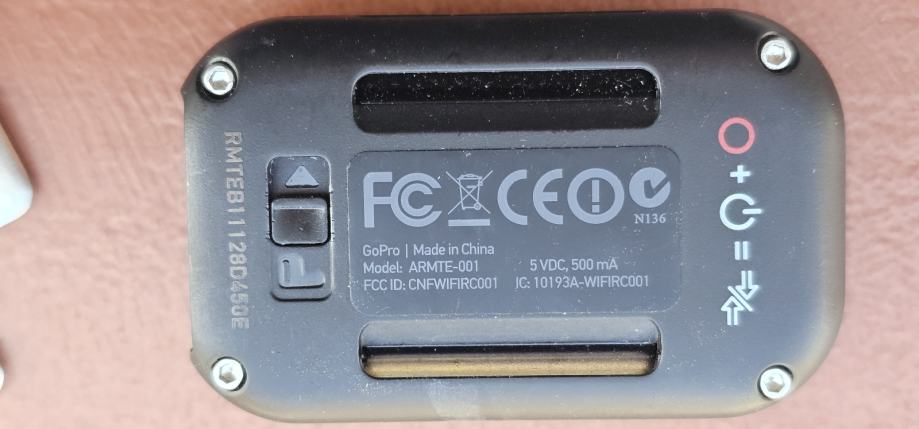 FC CE
N136
GoPro | Made in China
Model: ARMTE-001 5 VDC, 500 mA
FCC ID: CNFWIFIRC001 IC: 10193A-WIFIRC001
RMTEB11128D450E